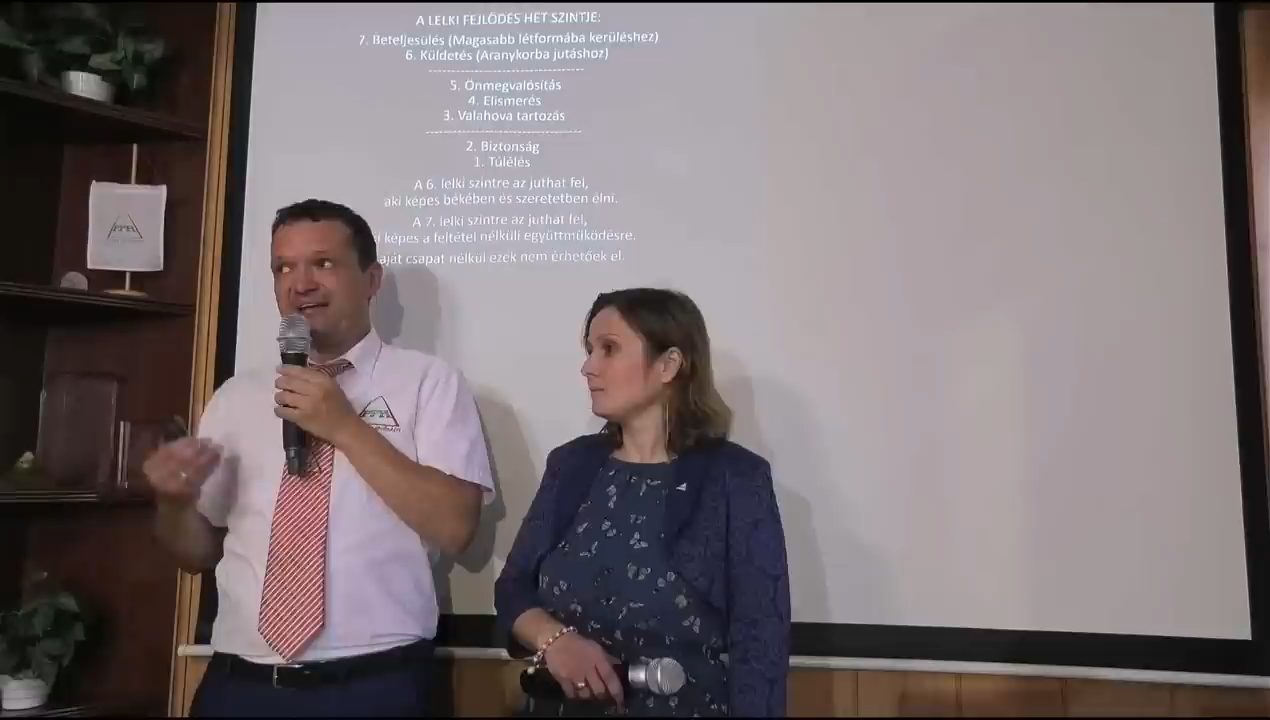 A LELKI FEJLŐDÉS HÉT SZINTJE:
7. Beteljesülés (Magasabb létformába kerüléshez)
6. Küldetés (Aranykorba jutáshoz)
5. Önmegvalósítás
4. Elismerés
3. Valahova tartozás
2. Biztonság
1. Túlélés
A 6. lelki szintre az juthat fel,
aki képes békében és szeretetben élni.
A 7. lelki szintre az juthat fel,
i képes a feltétel nélküli együttműködésre.
aját csapat nélkül ezek nem érhetőek el.